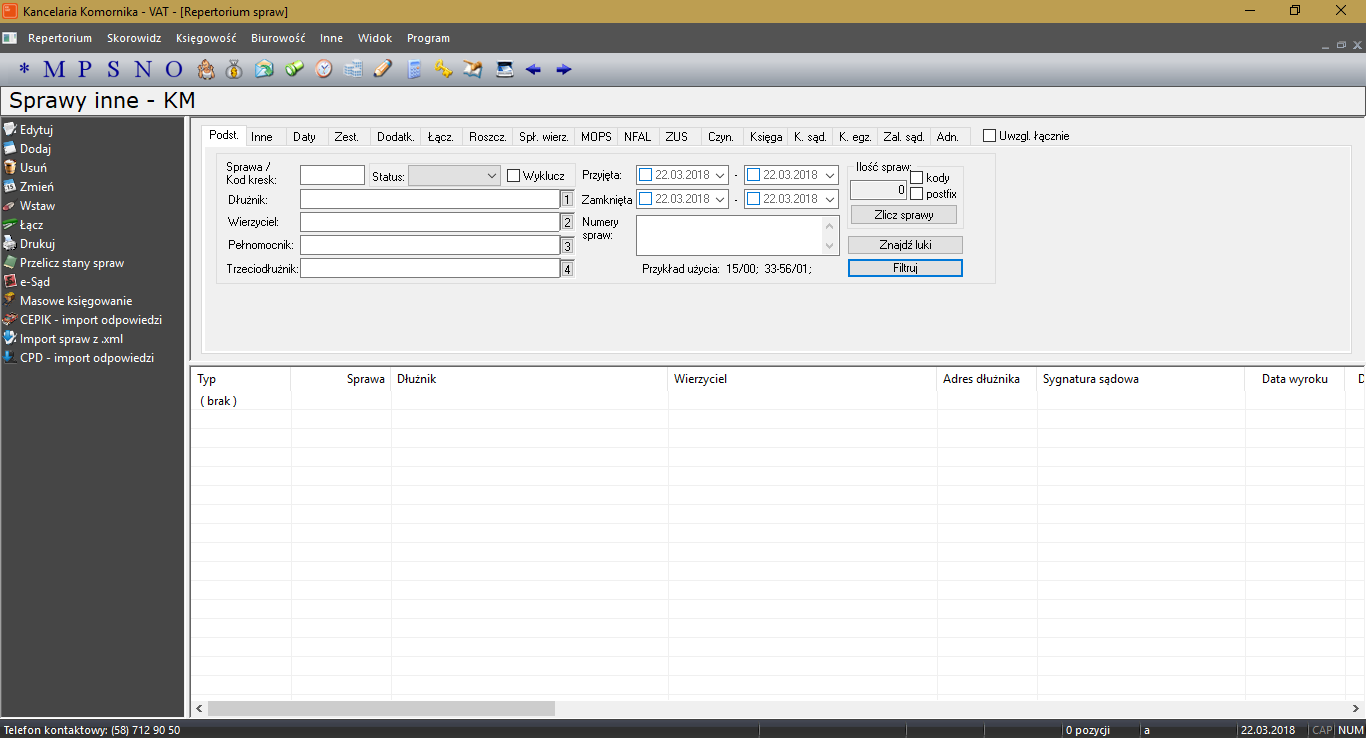 Kancelaria Komornika - VAT - [Repertorium spraw]
Repertorium Skorowidz Księgowość Biurowość Inne Widok Program
* M P S N O
Sprawy inne - KM
Edytuj
Dodaj
Usuń
Zmień
Wstaw
Łącz
Drukuj
Przelicz stany spraw
e-Sąd
Masowe księgowanie
CEPIK - import odpowiedzi
Import spraw z .xml
CPD - import odpowiedzi
Podst. Inne Daty Zest. Dodatk. Łącz. Roszcz. Spł. wierz. MOPS NFAL ZUS Czyn. Księga K. sąd. K. egz. Zal. sąd. Adn. Uwzgl. łącznie
Sprawa /
Kod kresk:
Status:
Wyklucz
Dłużnik: 1
Wierzyciel: 2
Pełnomocnik: 3
Trzeciodłużnik: 4
Przyjęta: 22.03.2018 - 22.03.2018
Zamknięta 22.03.2018 - 22.03.2018
Numery
spraw:
Przykład użycia: 15/00; 33-56/01;
Ilość spraw:
0
kody
postfix
Zlicz sprawy
Znajdź luki
Filtruj
Typ Sprawa Dłużnik Wierzyciel Adres dłużnika Sygnatura sądowa Data wyroku
( brak )
Telefon kontaktowy: (58) 712 90 50 0 pozycji a 22.03.2018 CAP NUM